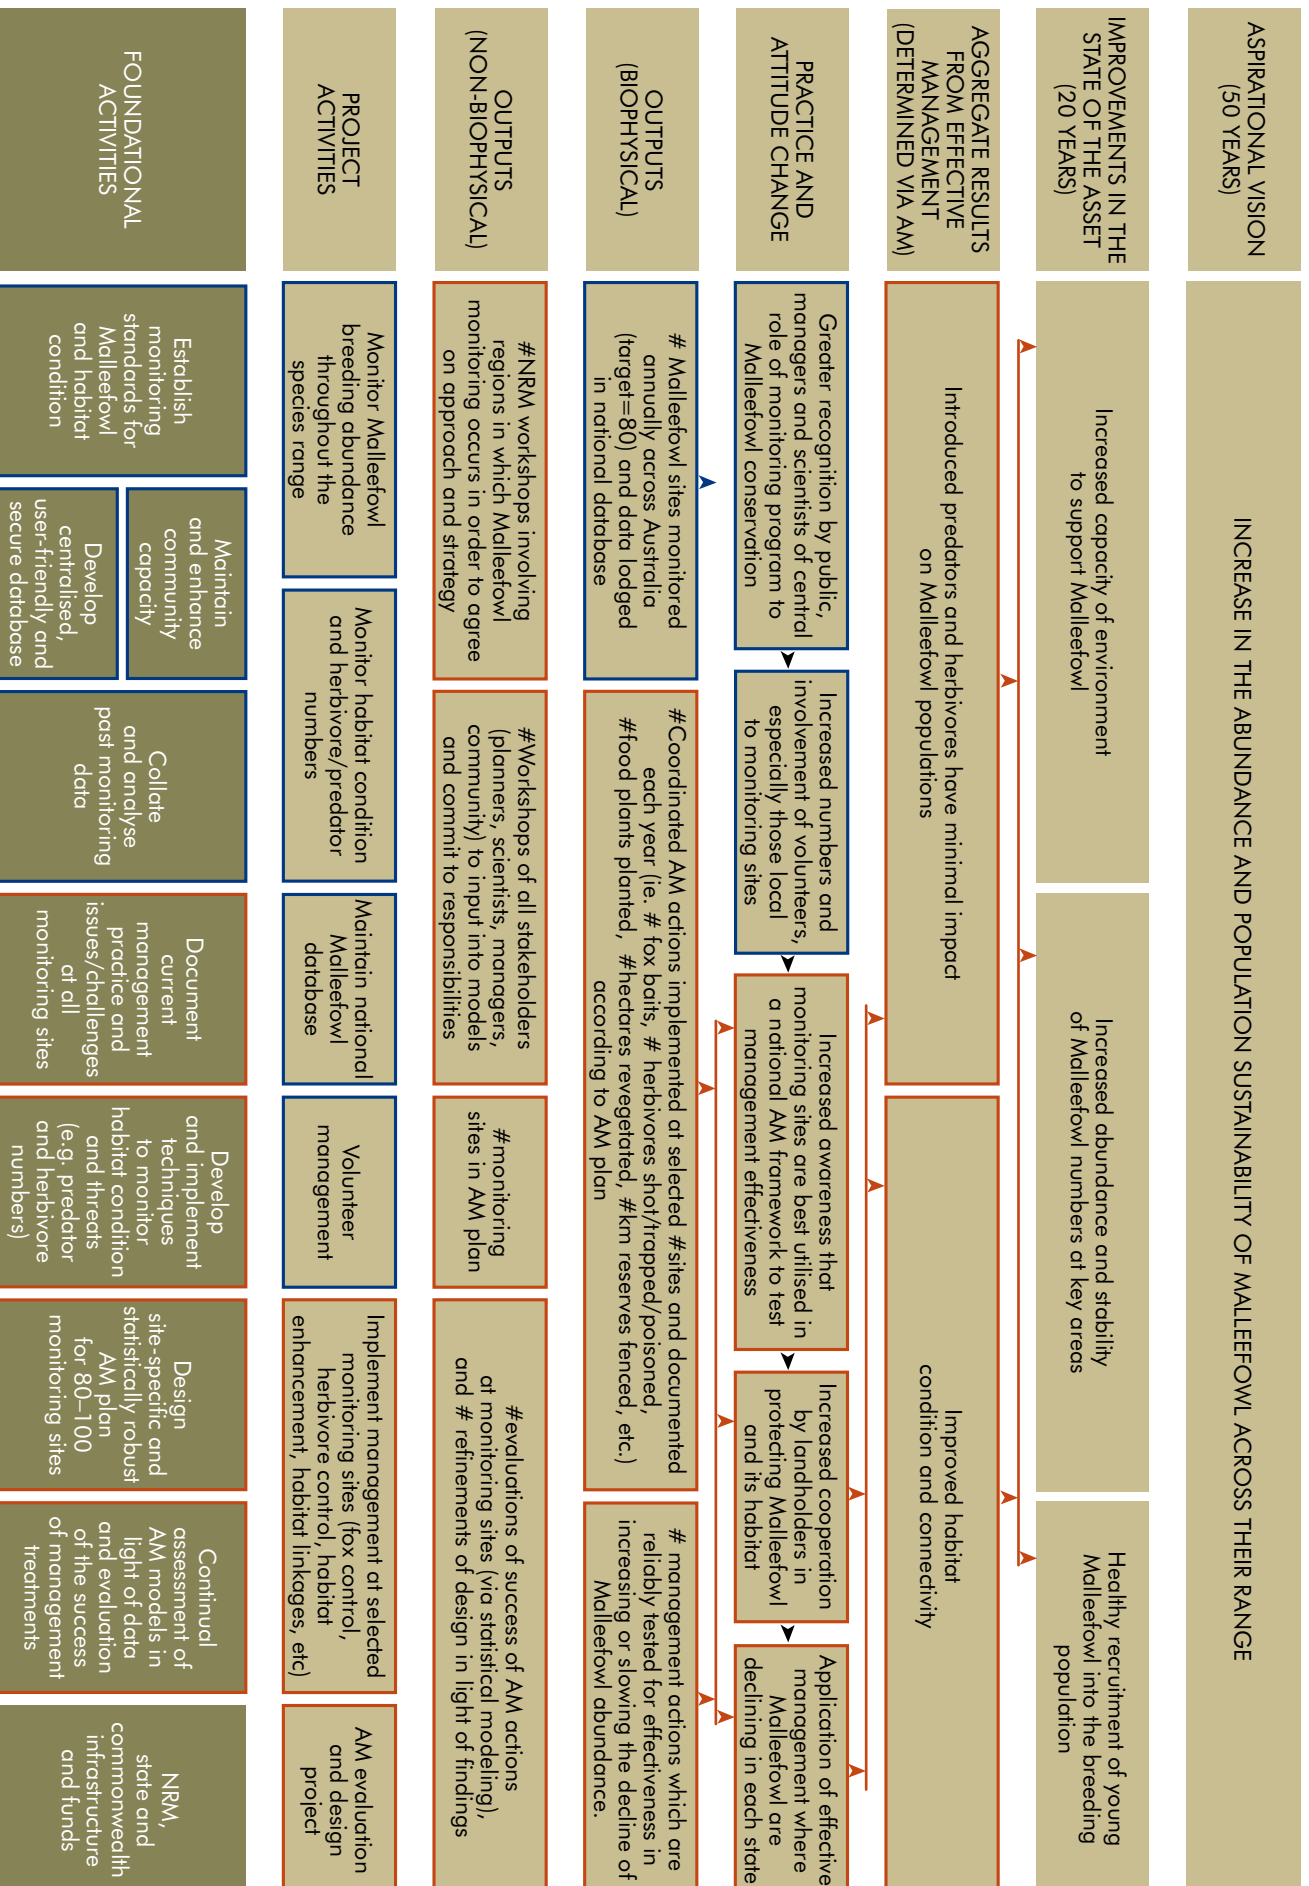 ASPIRATIONAL VISION
(50 YEARS)
INCREASE IN THE ABUNDANCE AND POPULATION SUSTAINABILITY OF MALLEEFOWL ACROSS THEIR RANGE
IMPROVEMENTS IN THE
STATE OF THE ASSET
(20 YEARS)
Increased capacity of environment
to support Malleefowl
Increased abundance and stability
of Malleefowl numbers at key areas
Healthy recruitment of young
Malleefowl into the breeding
population
AGGREGATE RESULTS
FROM EFFECTIVE
MANAGEMENT
(DETERMINED VIA AM)
Introduced predators and herbivores have minimal impact
on Malleefowl populations
Improved habitat
condition and connectivity
PRACTICE AND
ATTITUDE CHANGE
Greater recognition by public,
managers and scientists of central
role of monitoring program to
Malleefowl conservation
Increased numbers and
involvement of volunteers,
especially those local
to monitoring sites
Increased awareness that
monitoring sites are best utilised in
a national AM framework to test
management effectiveness
Increased cooperation
by landholders in
protecting Malleefowl
and its habitat
Application of effective
management where
Malleefowl are
declining in each state
OUTPUTS
(BIOPHYSICAL)
# Malleefowl sites monitored
annually across Australia
(target=80) and data lodged
in national database
#Coordinated AM actions implemented at selected #sites and documented
each year (ie. # fox baits, # herbivores shot/trapped/poisoned,
#food plants planted, #hectares revegetated, #km reserves fenced, etc.)
according to AM plan
# management actions which are
reliably tested for effectiveness in
increasing or slowing the decline of
Malleefowl abundance.
OUTPUTS
(NON-BIOPHYSICAL)
#NRM workshops involving
regions in which Malleefowl
monitoring occurs in order to agree
on approach and strategy
#Workshops of all stakeholders
(planners, scientists, managers,
community) to input into models
and commit to responsibilities
#monitoring
sites in AM plan
#evaluations of success of AM actions
at monitoring sites (via statistical modeling),
and # refinements of design in light of findings
PROJECT
ACTIVITIES
Monitor Malleefowl
breeding abundance
throughout the
species range
Monitor habitat condition
and herbivore/predator
numbers
Maintain national
Malleefowl
database
Volunteer
management
Implement management at selected
monitoring sites (fox control,
herbivore control, habitat
enhancement, habitat linkages, etc)
AM evaluation
and design
project
FOUNDATIONAL
ACTIVITIES
Establish
monitoring
standards for
Malleefowl
and habitat
condition
Maintain
and enhance
community
capacity
Develop
centralised,
user-friendly and
secure database
Collate
and analyse
past monitoring
data
Document
current
management
practice and
issues/challenges
at all
monitoring sites
Develop
and implement
techniques
to monitor
habitat condition
and threats
(e.g. predator
and herbivore
numbers)
Design
site-specific and
statistically robust
AM plan
for 80–100
monitoring sites
Continual
assessment of
AM models in
light of data
and evaluation
of the success
of management
treatments
NRM,
state and
commonwealth
infrastructure
and funds